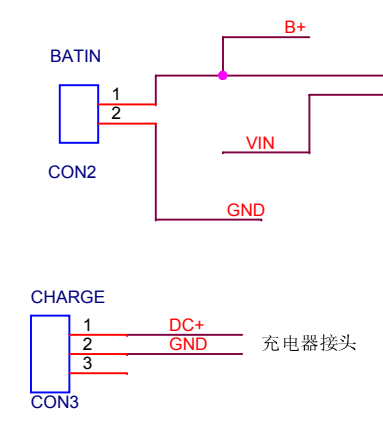 B+
BATIN
1
2
VIN
CON2
GND
CHARGE
1 DC+
2 GND 充电器接头
3
CON3